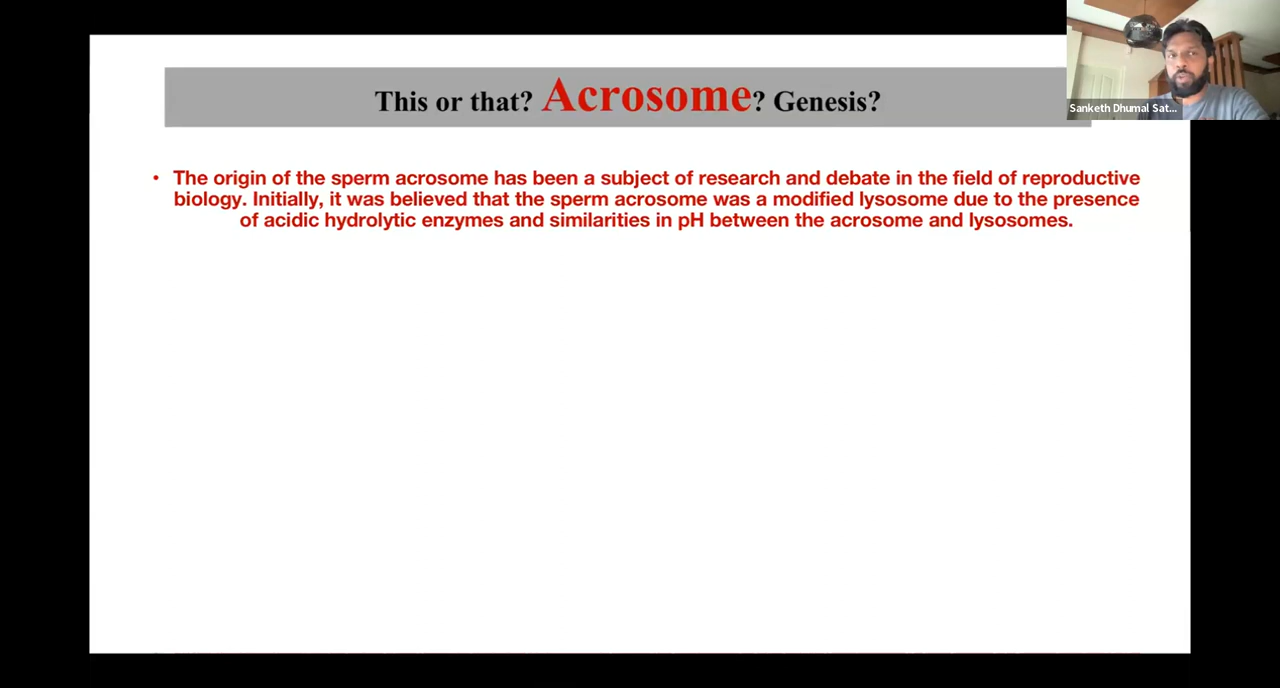 This or that? Acrosome? Genesis?
Sanketh Dhumal Sat...
• The origin of the sperm acrosome has been a subject of research and debate in the field of reproductive
biology. Initially, it was believed that the sperm acrosome was a modified lysosome due to the presence
of acidic hydrolytic enzymes and similarities in pH between the acrosome and lysosomes.